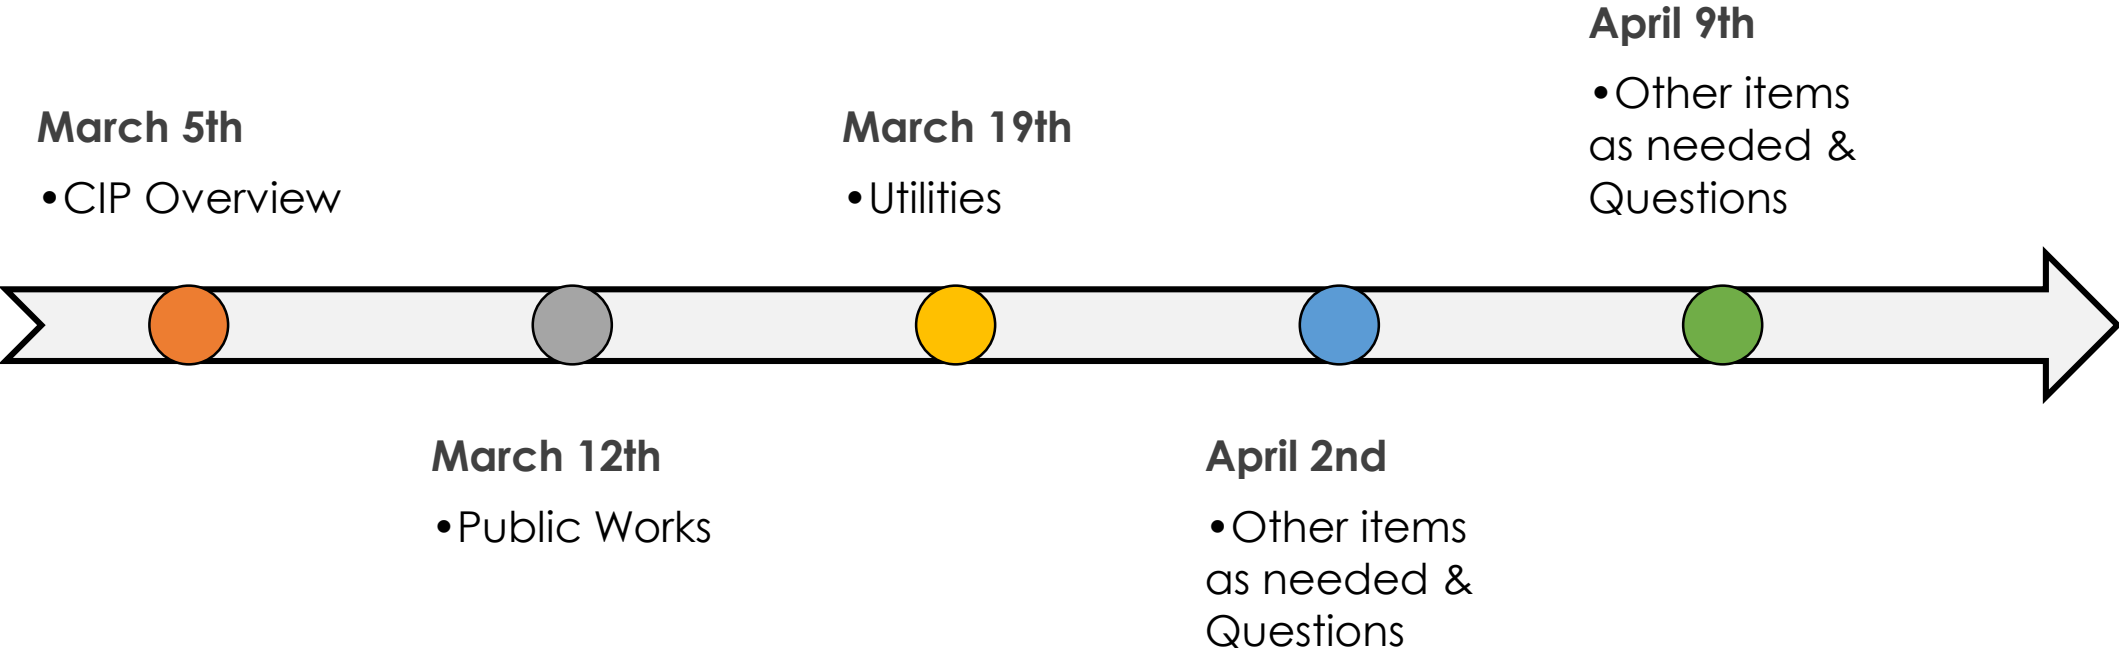 March 5th
•CIP Overview
March 12th
•Public Works
March 19th
•Utilities
April 2nd
•Other items
as needed &
Questions
April 9th
•Other items
as needed &
Questions